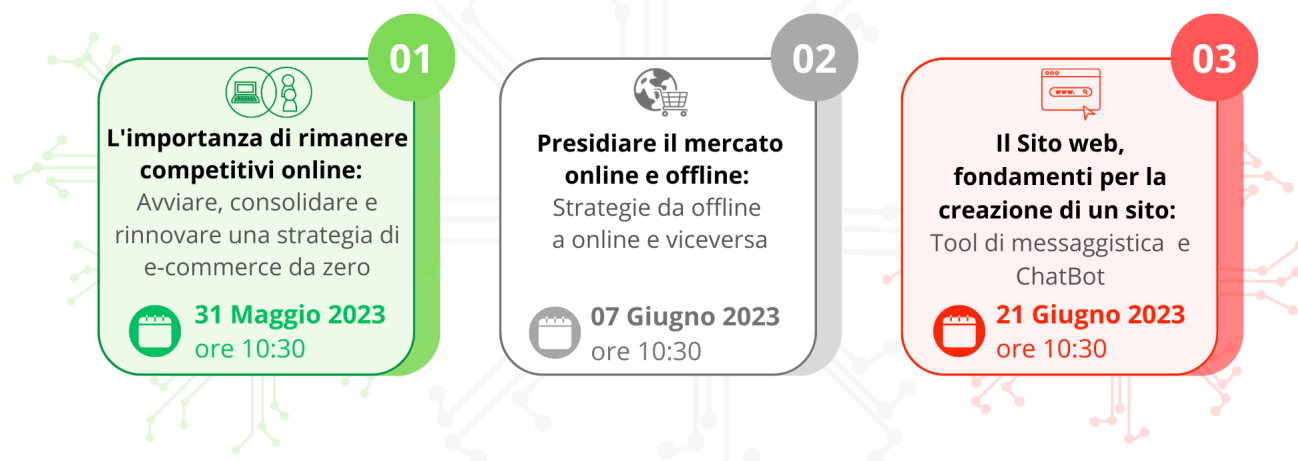 01
L'importanza di rimanere
competitivi online:
Avviare, consolidare e
rinnovare una strategia di
e-commerce da zero
31 Maggio 2023
ore 10:30
02
Presidiare il mercato
online e offline:
Strategie da offline
a online e viceversa
07 Giugno 2023
ore 10:30
03
www.
Il Sito web,
fondamenti per la
creazione di un sito:
Tool di messaggistica e
ChatBot
21 Giugno 2023
ore 10:30